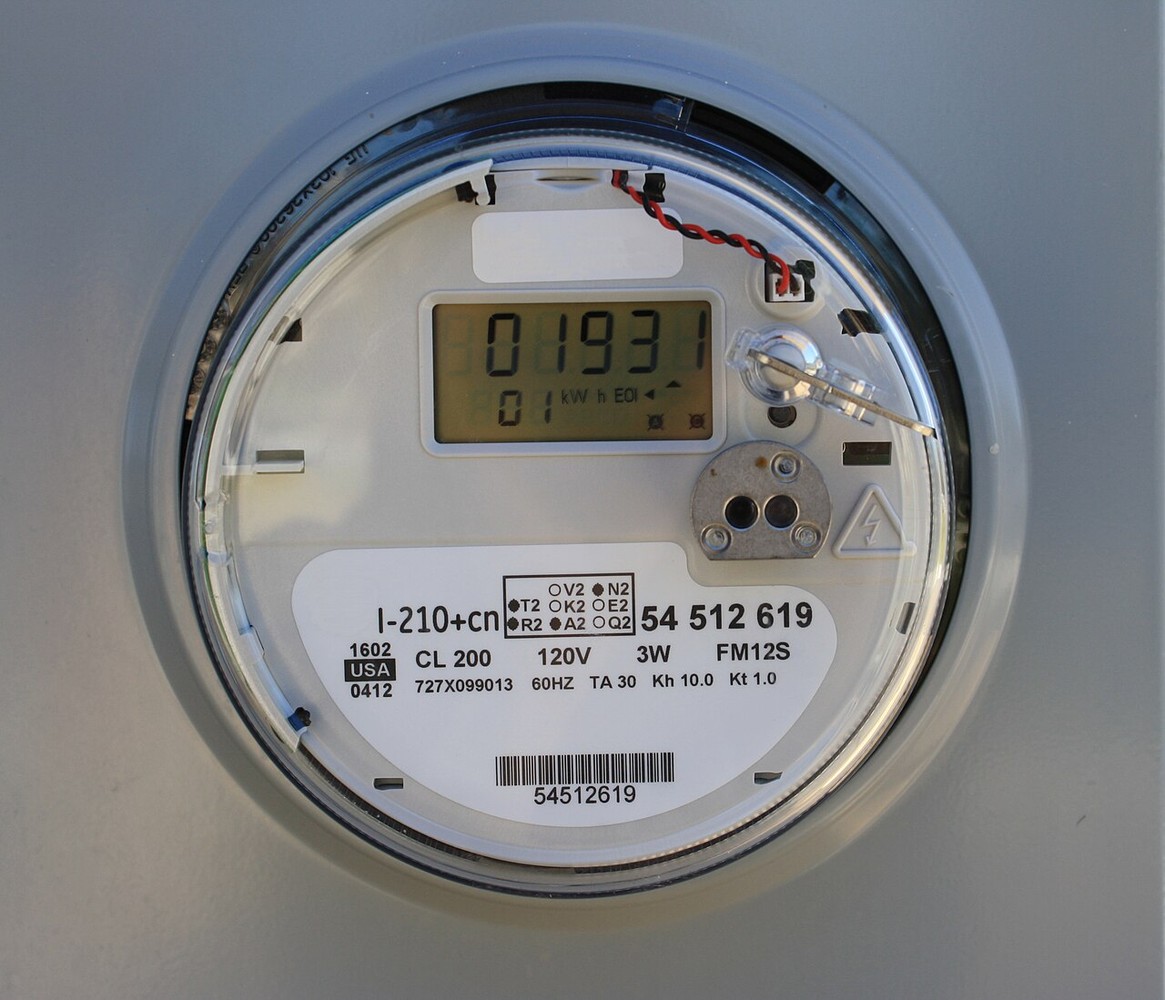 01931
01 kW h EOI
A C
V2 N2
I-210+cn T2 K2 E2 54 512 619
R2 A2 Q2
1602
USA
0412
CL 200 120V 3W FM12S
727X099013 60HZ TA 30 Kh 10.0 Kt 1.0
54512619